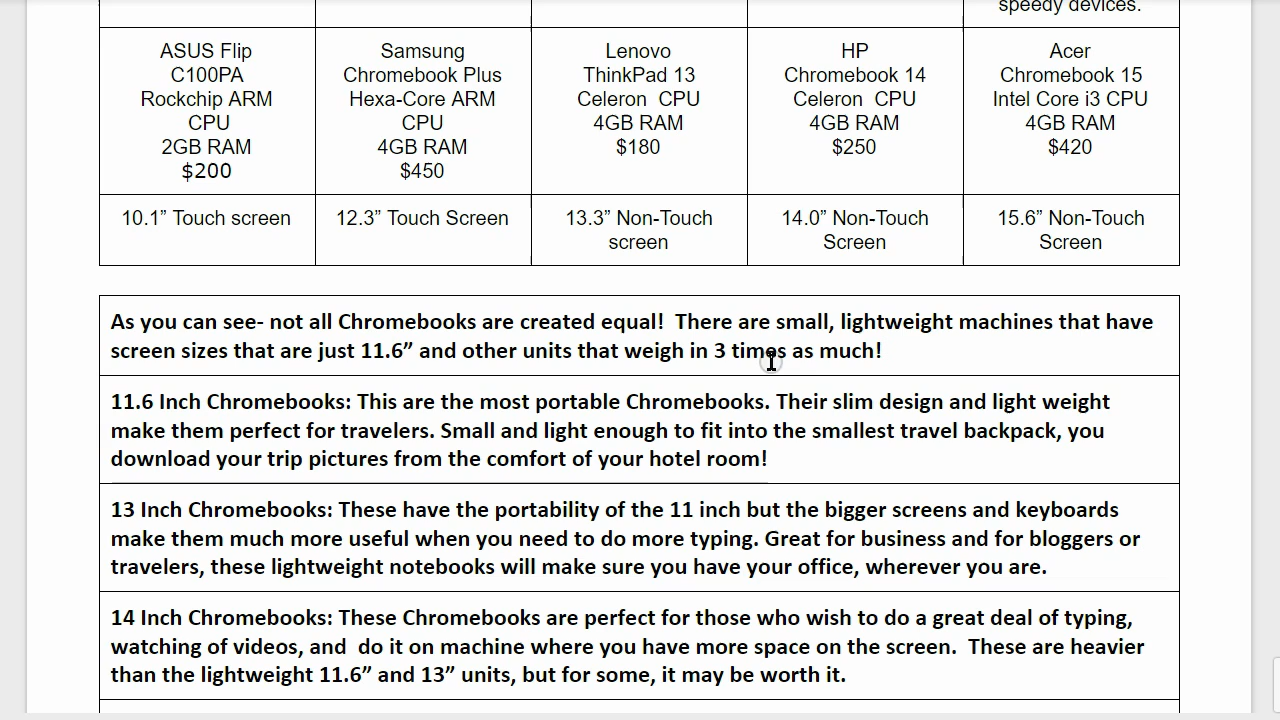 speedy devices.
ASUS Flip
C100PA
Rockchip ARM
CPU
2GB RAM
$200
Samsung
Chromebook Plus
Hexa-Core ARM
CPU
4GB RAM
$450
Lenovo
ThinkPad 13
Celeron  CPU
4GB RAM
$180
HP
Chromebook 14
Celeron  CPU
4GB RAM
$250
Acer
Chromebook 15
Intel Core i3 CPU
4GB RAM
$420
10.1” Touch screen
12.3” Touch Screen
13.3” Non-Touch
screen
14.0” Non-Touch
Screen
15.6” Non-Touch
Screen
As you can see- not all Chromebooks are created equal!  There are small, lightweight machines that have
screen sizes that are just 11.6” and other units that weigh in 3 times as much!
11.6 Inch Chromebooks: This are the most portable Chromebooks. Their slim design and light weight
make them perfect for travelers. Small and light enough to fit into the smallest travel backpack, you
download your trip pictures from the comfort of your hotel room!
13 Inch Chromebooks: These have the portability of the 11 inch but the bigger screens and keyboards
make them much more useful when you need to do more typing. Great for business and for bloggers or
travelers, these lightweight notebooks will make sure you have your office, wherever you are.
14 Inch Chromebooks: These Chromebooks are perfect for those who wish to do a great deal of typing,
watching of videos, and  do it on machine where you have more space on the screen.  These are heavier
than the lightweight 11.6” and 13” units, but for some, it may be worth it.